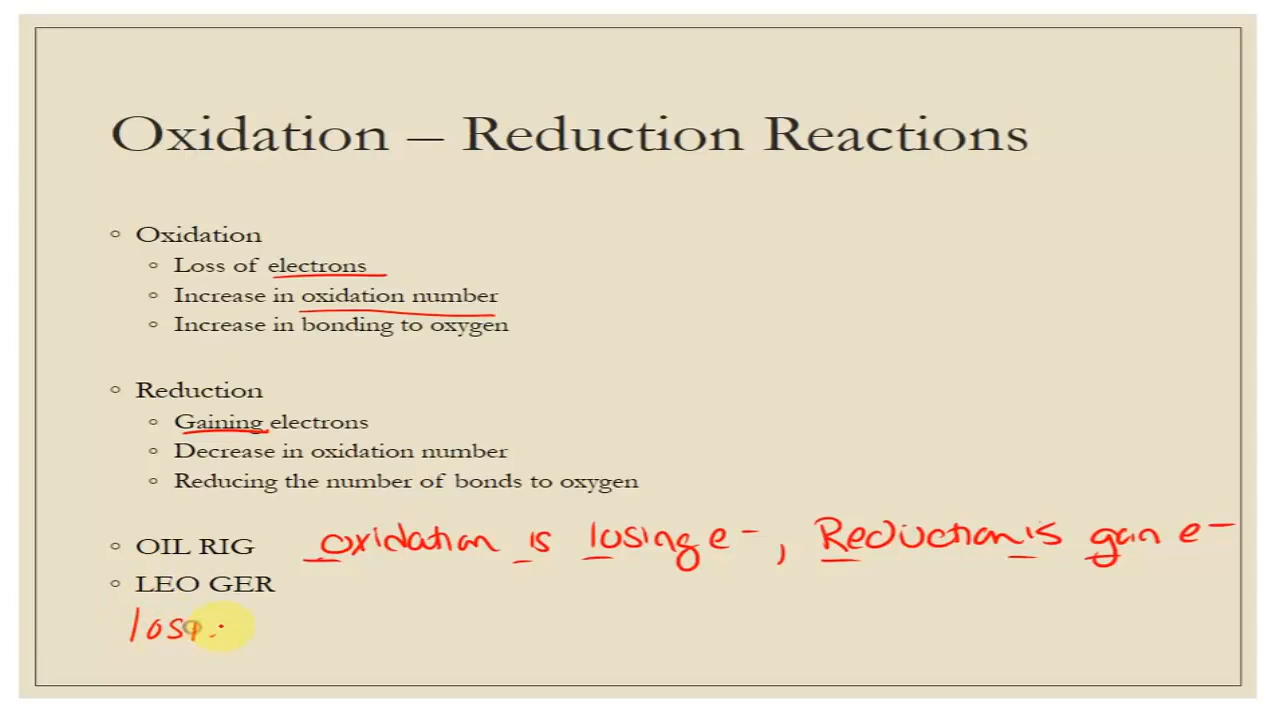 Oxidation – Reduction Reactions
Oxidation
Loss of electrons
Increase in oxidation number
Increase in bonding to oxygen
Reduction
Gaining electrons
Decrease in oxidation number
Reducing the number of bonds to oxygen
OIL RIG oxidation is losing e–, Reduction is gain e–
LEO GER